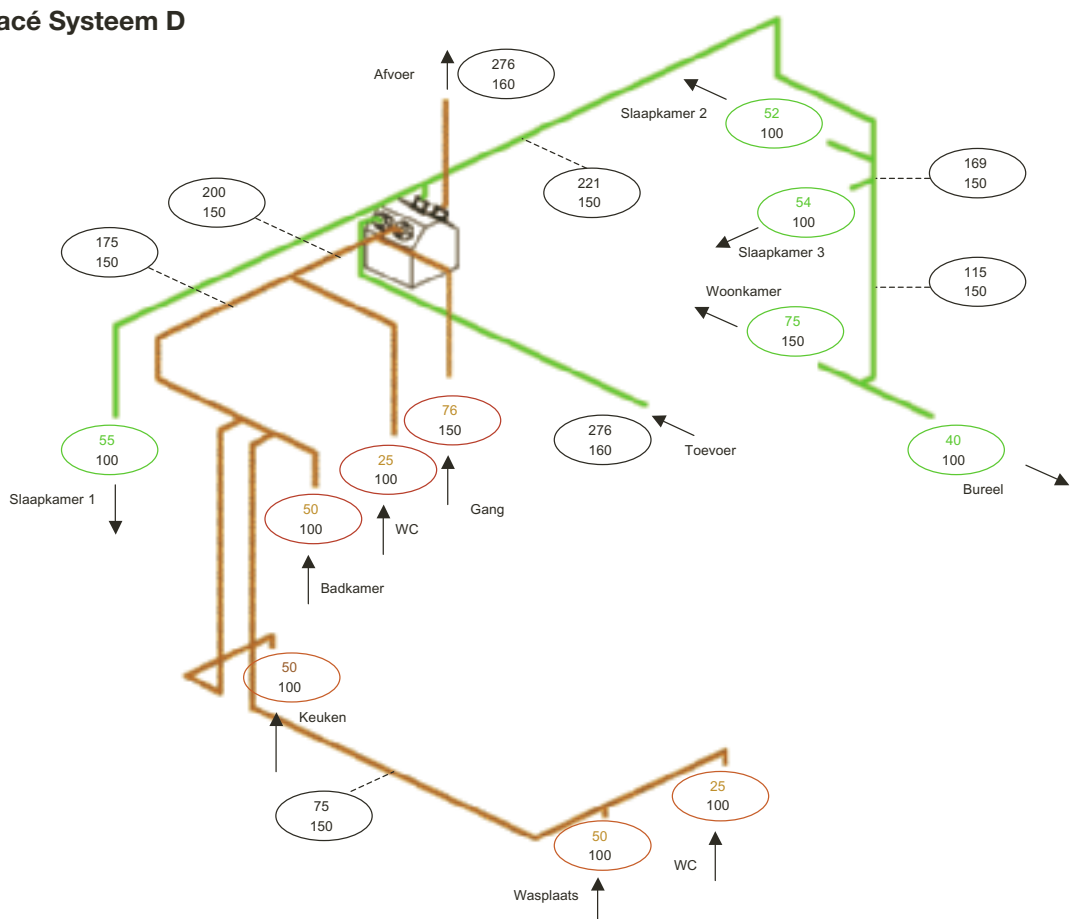 acé Systeem D
Afvoer
276
160
Slaapkamer 2
52
100
169
150
200
150
221
150
54
100
Slaapkamer 3
175
150
Woonkamer
115
150
75
150
76
150
276
160
Toevoer
55
100
25
100
40
100
Slaapkamer 1
Bureel
50
100
WC
Gang
Badkamer
50
100
Keuken
75
150
25
100
50
100
WC
Wasplaats